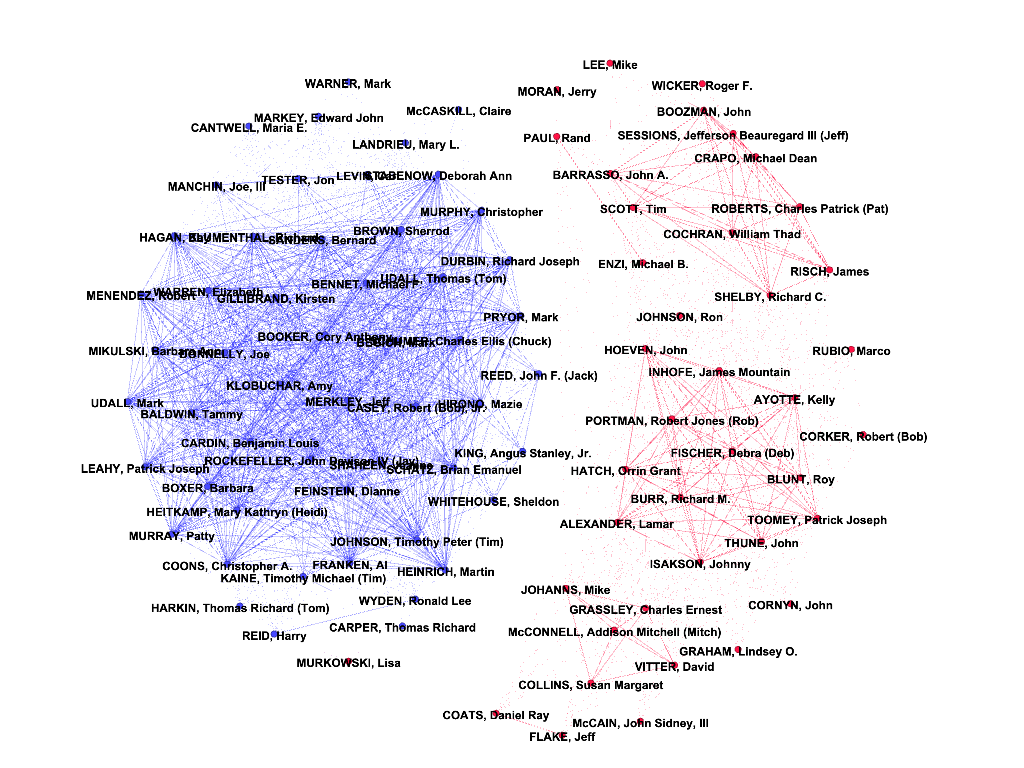 LEE, Mike
WARNER, Mark
WICKER, Roger F.
MORAN, Jerry
McCASKILL, Claire
BOOZMAN, John
MARKEY, Edward John
CANTWELL, Maria E.
SESSIONS, Jefferson Beauregard III (Jeff)
PAUL, Rand
LANDRIEU, Mary L.
CRAPO, Michael Dean
BARRASSO, John A.
LEVIN,
STABENOW, Deborah Ann
TESTER, Jon
MANCHIN, Joe, III
SCOTT, Tim
ROBERTS, Charles Patrick (Pat)
MURPHY, Christopher
BROWN, Sherrod
COCHRAN, William Thad
HAGAN,
BLUMENTHAL, Richard
SANDERS, Bernard
DURBIN, Richard Joseph
ENZI, Michael B.
RISCH, James
UDALL, Thomas (Tom)
BENNET, Michael F.
WARREN, Elizabeth
MENENDEZ, Robert
GILLIBRAND, Kirsten
SHELBY, Richard C.
PRYOR, Mark
JOHNSON, Ron
BOOKER, Cory Anthony
Charles Ellis (Chuck)
HOEVEN, John
RUBIO, Marco
MIKULSKI, Barbara Ann
DONNELLY, Joe
INHOFE, James Mountain
REED, John F. (Jack)
KLOBUCHAR, Amy
AYOTTE, Kelly
UDALL, Mark
MERKLEY, Jeff
CASEY, Robert (Bob), Jr.
HIRONO, Mazie
BALDWIN, Tammy
PORTMAN, Robert Jones (Rob)
CORKER, Robert (Bob)
CARDIN, Benjamin Louis
KING, Angus Stanley, Jr.
FISCHER, Debra (Deb)
ROCKEFELLER, John Davison IV (Jay)
LEAHY, Patrick Joseph
SCHATZ, Brian Emanuel
HATCH, Orrin Grant
BLUNT, Roy
BOXER, Barbara
FEINSTEIN, Dianne
WHITEHOUSE, Sheldon
BURR, Richard M.
HEITKAMP, Mary Kathryn (Heidi)
ALEXANDER, Lamar
TOOMEY, Patrick Joseph
MURRAY, Patty
JOHNSON, Timothy Peter (Tim)
THUNE, John
COONS, Christopher A.
FRANKEN, Al
HEINRICH, Martin
ISAKSON, Johnny
KAINE, Timothy Michael (Tim)
JOHANNS, Mike
WYDEN, Ronald Lee
HARKIN, Thomas Richard (Tom)
GRASSLEY, Charles Ernest
CORNYN, John
CARPER, Thomas Richard
REID, Harry
McCONNELL, Addison Mitchell (Mitch)
GRAHAM, Lindsey O.
MURKOWSKI, Lisa
VITTER, David
COLLINS, Susan Margaret
COATS, Daniel Ray
McCAIN, John Sidney, III
FLAKE, Jeff